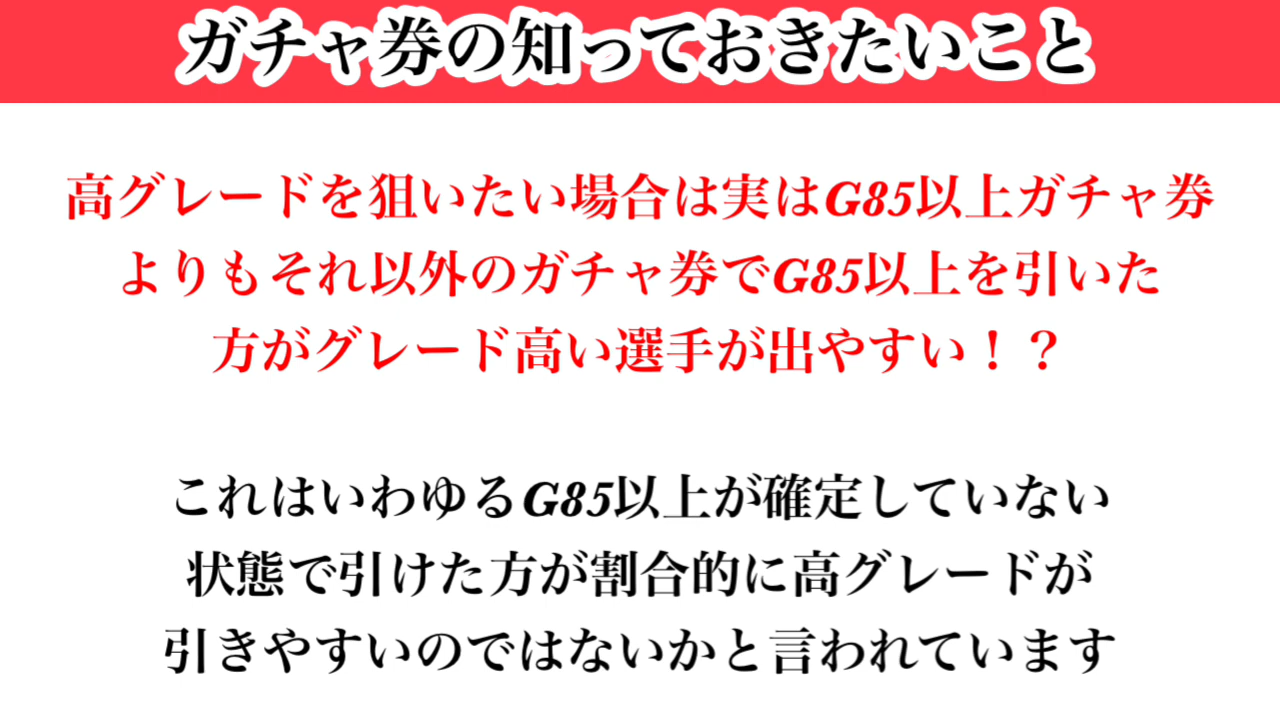 ガチャ券の知っておきたいこと
高グレードを狙いたい場合は実はG85以上ガチャ券
よりもそれ以外のガチャ券でG85以上を引いた
方がグレード高い選手が出やすい！？
これはいわゆるG85以上が確定していない
状態で引けた方が割合的に高グレードが
引きやすいのではないかと言われています